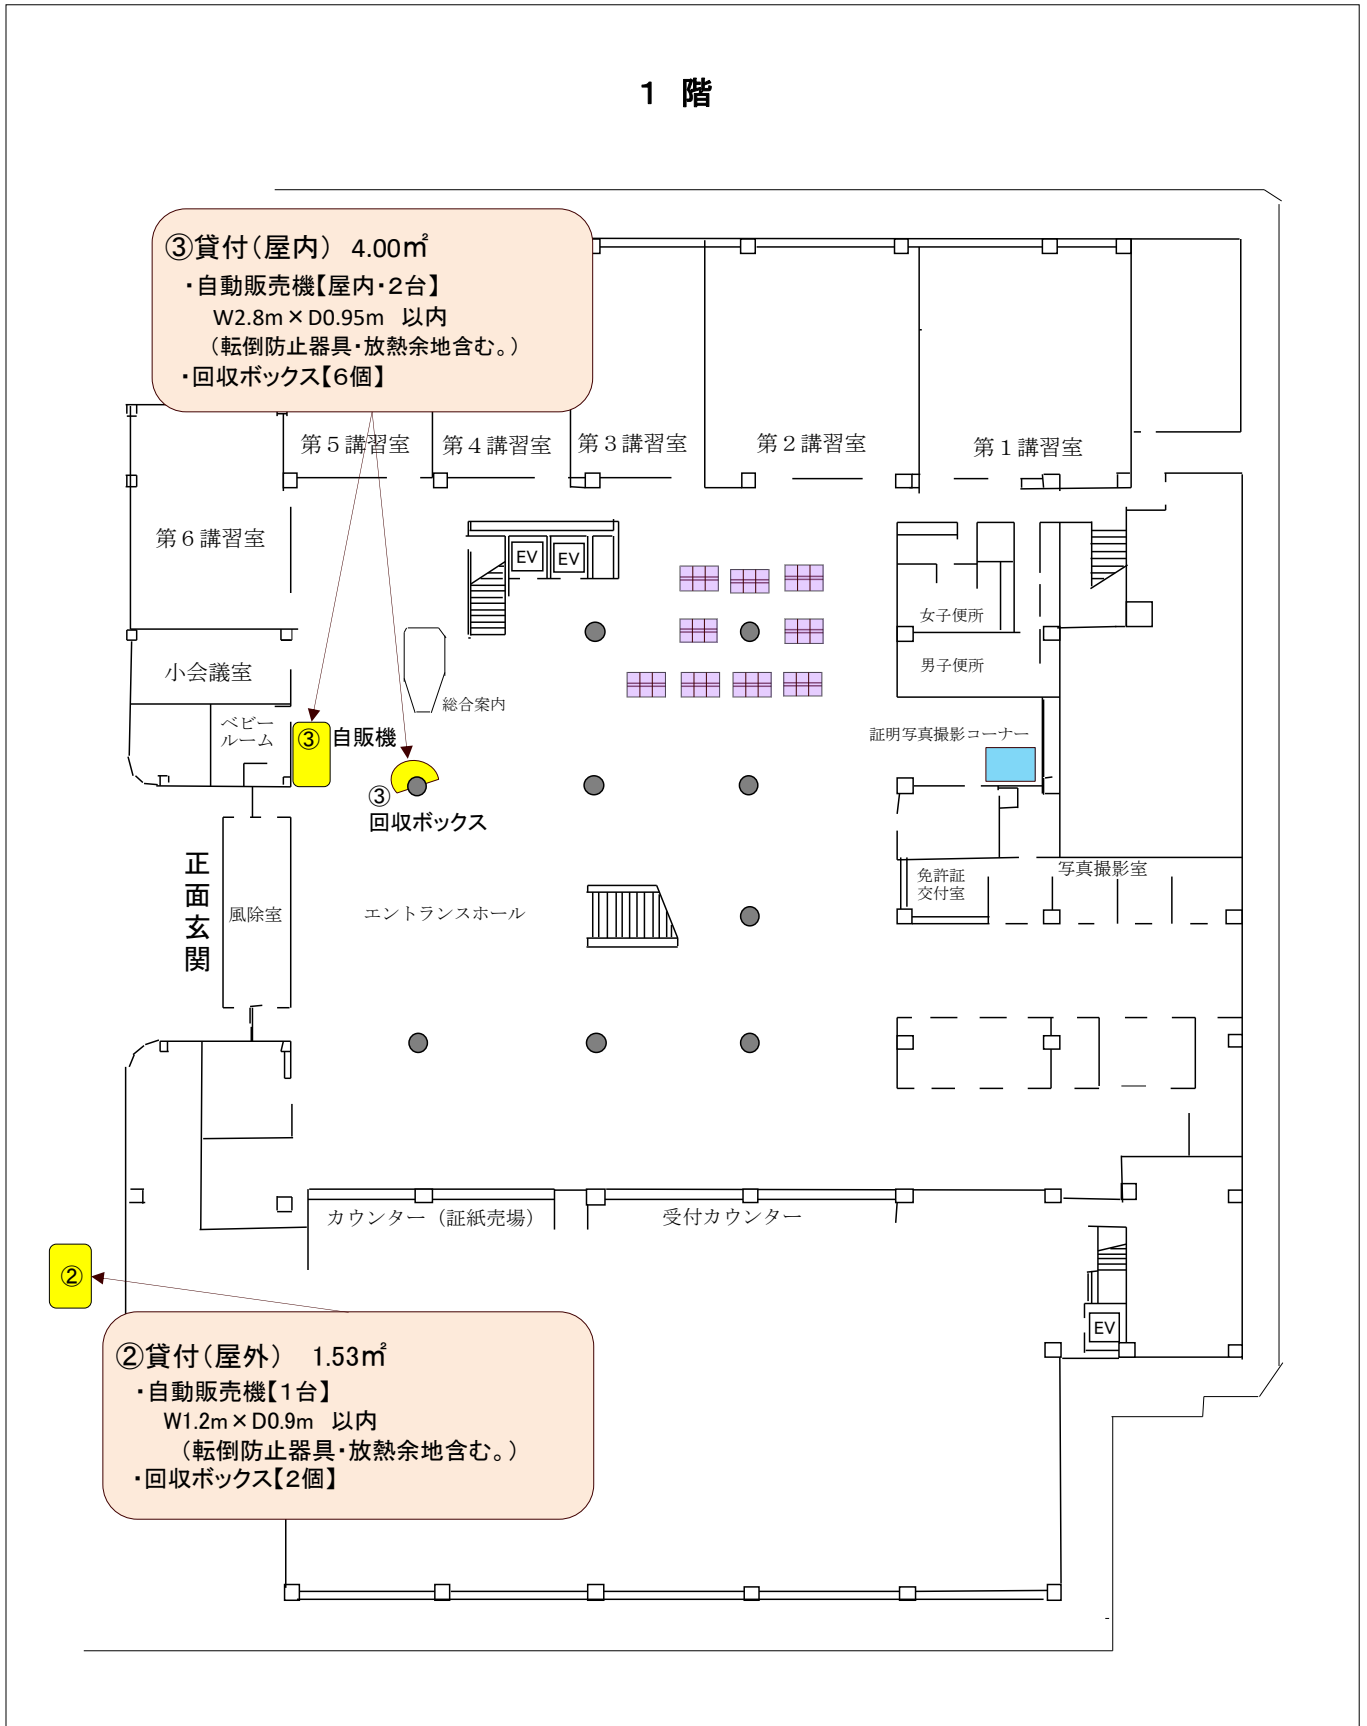 １ 階
③貸付（屋内） 4.00㎡
・自動販売機【屋内・２台】
W2.8m×D0.95m 以内
（転倒防止器具・放熱余地含む。）
・回収ボックス【６個】
第５講習室
第４講習室
第３講習室
第２講習室
第１講習室
第６講習室
EV
EV
女子便所
男子便所
小会議室
総合案内
ベビー
ルーム
③
自販機
証明写真撮影コーナー
③
回収ボックス
正面玄関
風除室
エントランスホール
免許証
交付室
写真撮影室
カウンター（証紙売場）
受付カウンター
②
EV
②貸付（屋外） 1.53㎡
・自動販売機【１台】
W1.2m×D0.9m 以内
（転倒防止器具・放熱余地含む。）
・回収ボックス【２個】